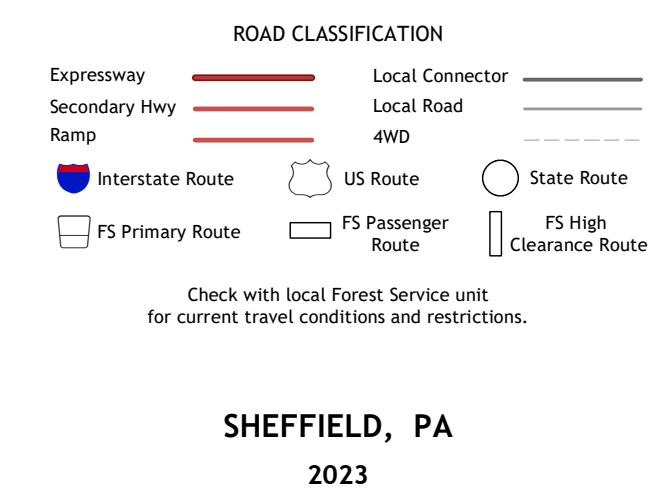 ROAD CLASSIFICATION
Expressway
Local Connector
Secondary Hwy
Local Road
Ramp
4WD
Interstate Route
US Route
State Route
FS Primary Route
FS Passenger
Route
FS High
Clearance Route
Check with local Forest Service unit
for current travel conditions and restrictions.
SHEFFIELD, PA
2023